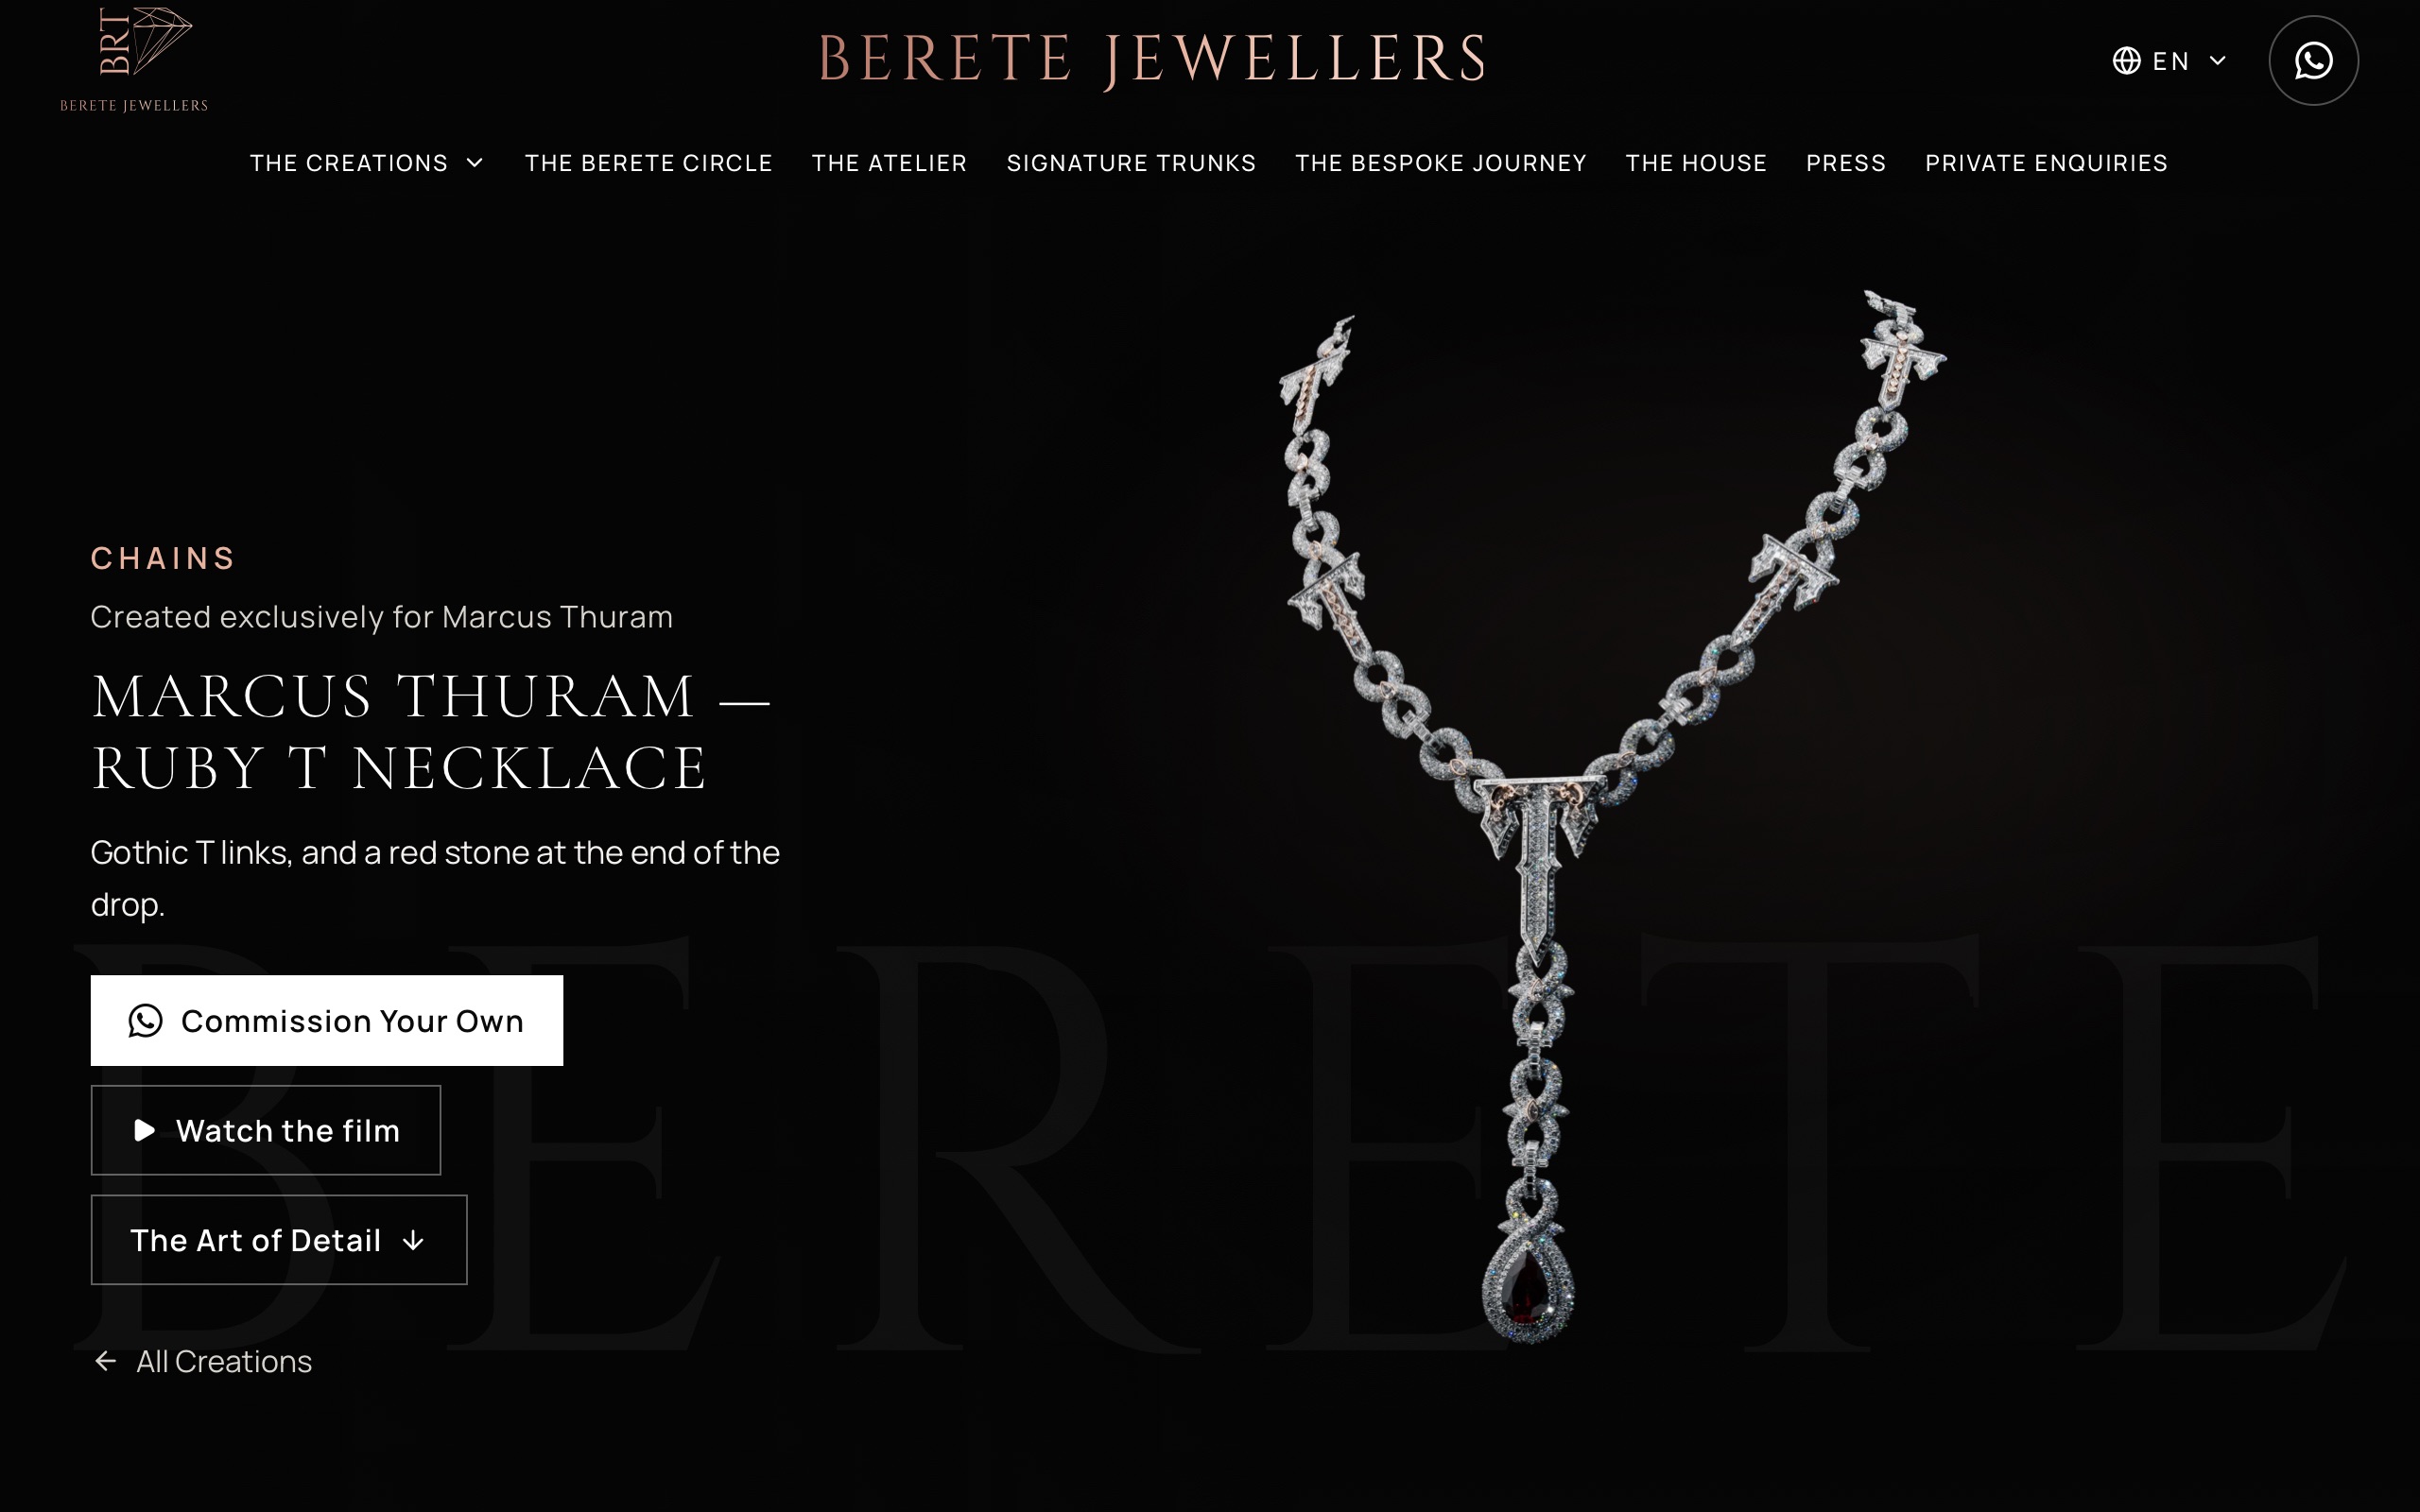 BRT
BERETE JEWELLERS
BERETE JEWELLERS
EN
THE CREATIONS THE BERETE CIRCLE THE ATELIER SIGNATURE TRUNKS THE BESPOKE JOURNEY THE HOUSE PRESS PRIVATE ENQUIRIES
CHAINS
Created exclusively for Marcus Thuram
MARCUS THURAM —
RUBY T NECKLACE
Gothic T links, and a red stone at the end of the
drop.
BERETE
Commission Your Own
Watch the film
The Art of Detail
All Creations